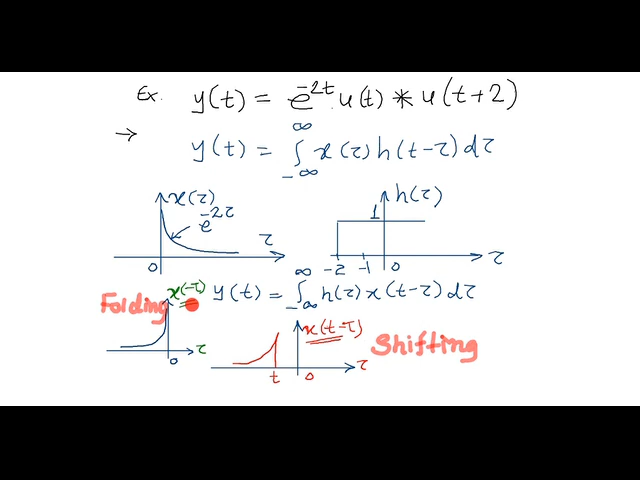 Ex. y(t) = e^-2t u(t) * u(t+2)
→ y(t) = ∫_-∞^∞ x(τ) h(t-τ) dτ
x(τ) h(τ)
e^-2τ 1
τ τ
0 -2 -1 0
x(-τ) y(t) = ∫_-∞^∞ h(τ) x(t-τ) dτ
Folding
x(t-τ) Shifting
0 τ t 0 τ